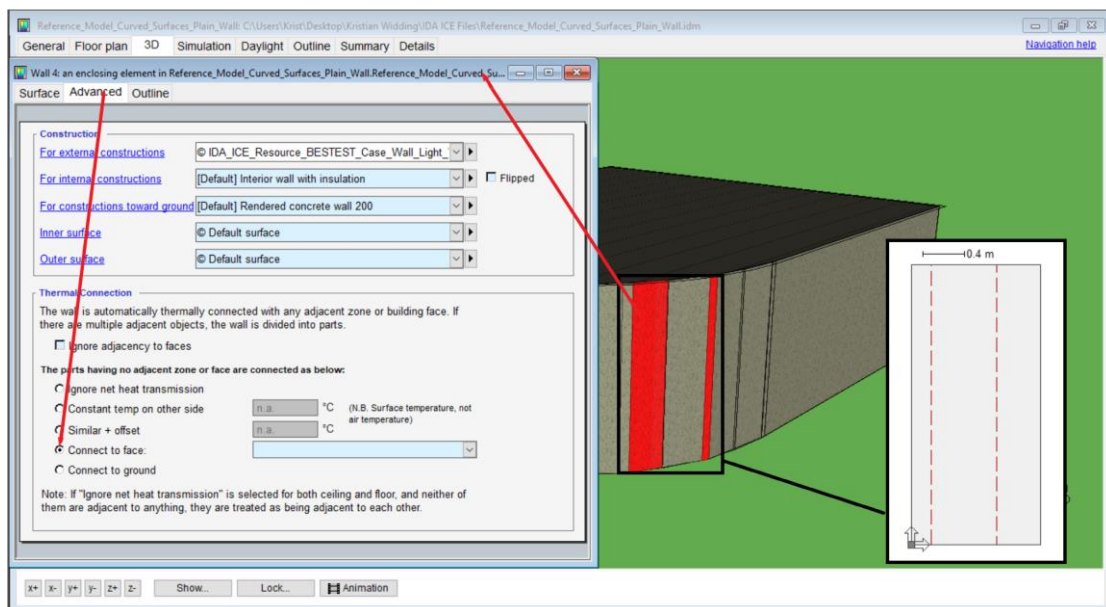 Reference_Model_Curved_Surfaces_Plain_Wall: C:\Users\Krist\Desktop\Kristian Widding\IDA ICE Files\Reference_Model_Curved_Surfaces_Plain_Wall.idm
General Floor plan 3D Simulation Daylight Outline Summary Details Navigation help
Wall 4: an enclosing element in Reference_Model_Curved_Surfaces_Plain_Wall.Reference_Model_Curved_Su...
Surface Advanced Outline
Construction
For external constructions © IDA_ICE_Resource_BESTEST_Case_Wall_Light_
For internal constructions [Default] Interior wall with insulation Flipped
For constructions toward ground [Default] Rendered concrete wall 200
Inner surface © Default surface
Outer surface © Default surface
Thermal Connection
The wall is automatically thermally connected with any adjacent zone or building face. If
there are multiple adjacent objects, the wall is divided into parts.
Ignore adjacency to faces
The parts having no adjacent zone or face are connected as below:
Ignore net heat transmission
Constant temp on other side n.a. °C (N.B. Surface temperature, not
air temperature)
Similar + offset n.a. °C
Connect to face:
Connect to ground
Note: If "Ignore net heat transmission" is selected for both ceiling and floor, and neither of
them are adjacent to anything, they are treated as being adjacent to each other.
0.4 m
x+ x- y+ y- z+ z- Show... Lock... Animation